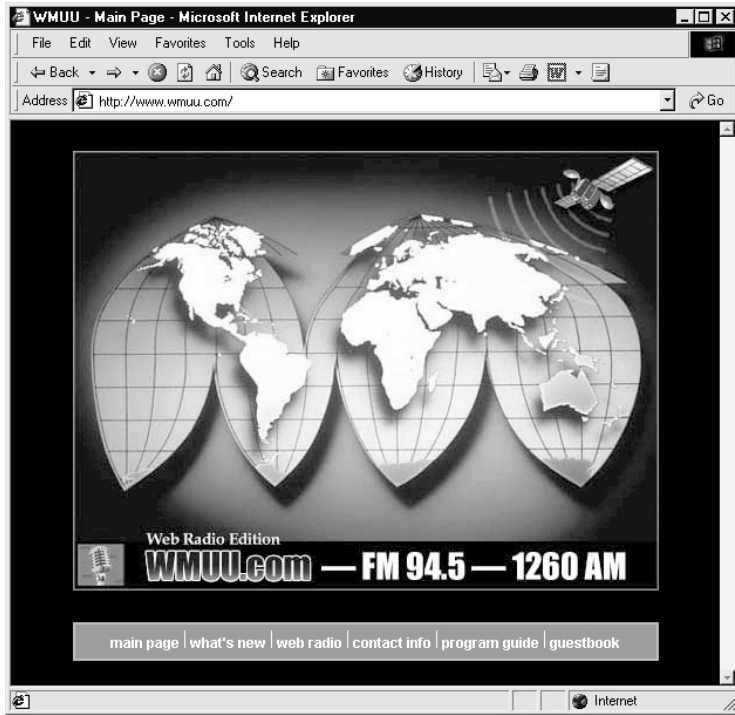 WMUU - Main Page - Microsoft Internet Explorer
File Edit View Favorites Tools Help
Back Search Favorites History
Address http://www.wmuu.com/ Go
Web Radio Edition
WMUU.com — FM 94.5 — 1260 AM
main page | what's new | web radio | contact info | program guide | guestbook
Internet